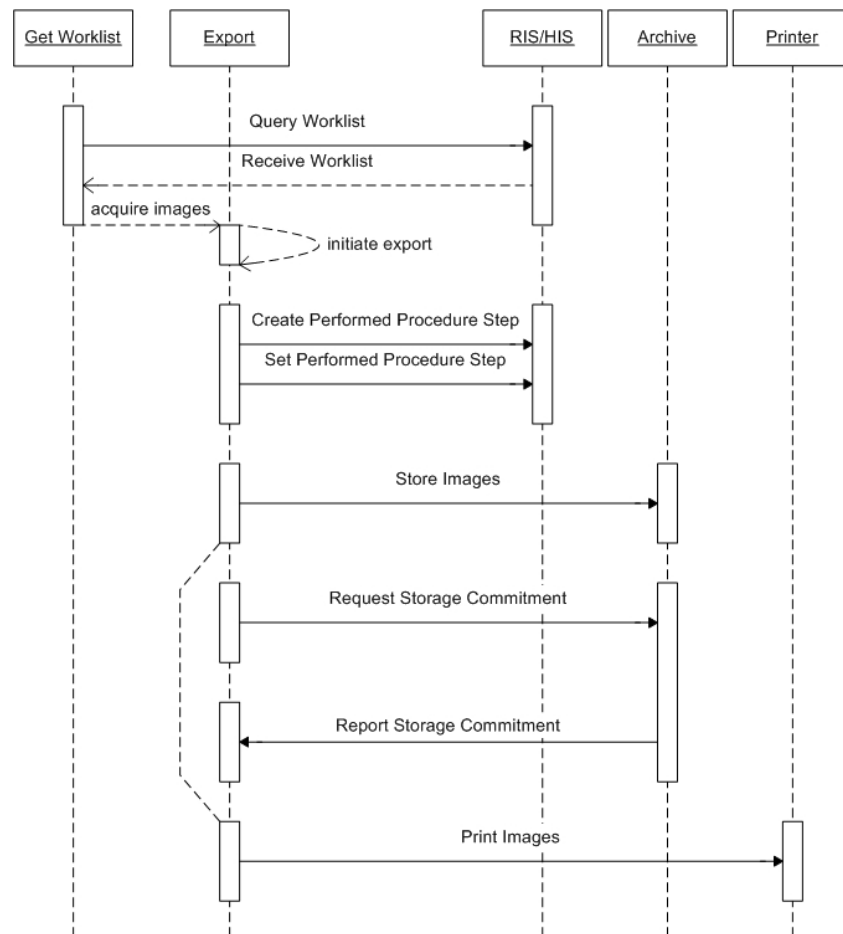 Get Worklist
Export
RIS/HIS
Archive
Printer
Query Worklist
Receive Worklist
acquire images
initiate export
Create Performed Procedure Step
Set Performed Procedure Step
Store Images
Request Storage Commitment
Report Storage Commitment
Print Images